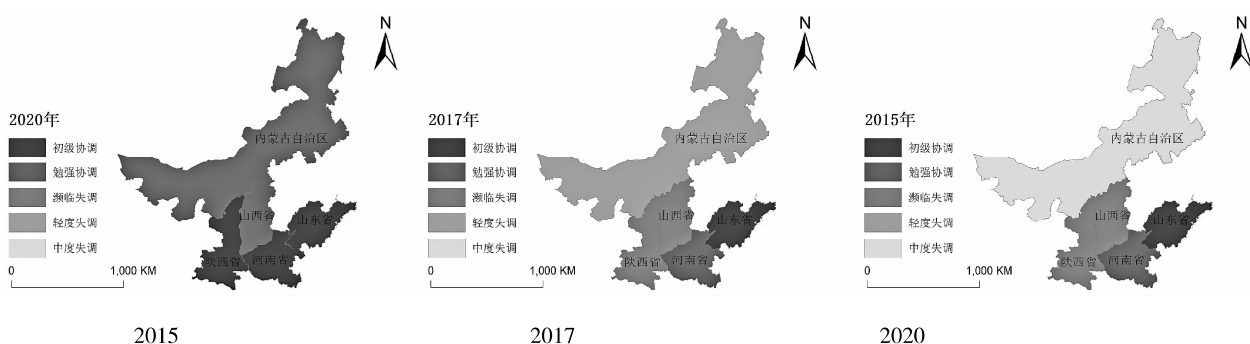 N
2020年
初级协调
勉强协调
濒临失调
轻度失调
中度失调
0 1,000 KM
内蒙古自治区
山西省
山东省
陕西省
河南省
N
2017年
初级协调
勉强协调
濒临失调
轻度失调
中度失调
0 1,000 KM
内蒙古自治区
山西省
山东省
陕西省
河南省
N
2015年
初级协调
勉强协调
濒临失调
轻度失调
中度失调
0 1,000 KM
内蒙古自治区
山西省
山东省
陕西省
河南省
2015
2017
2020